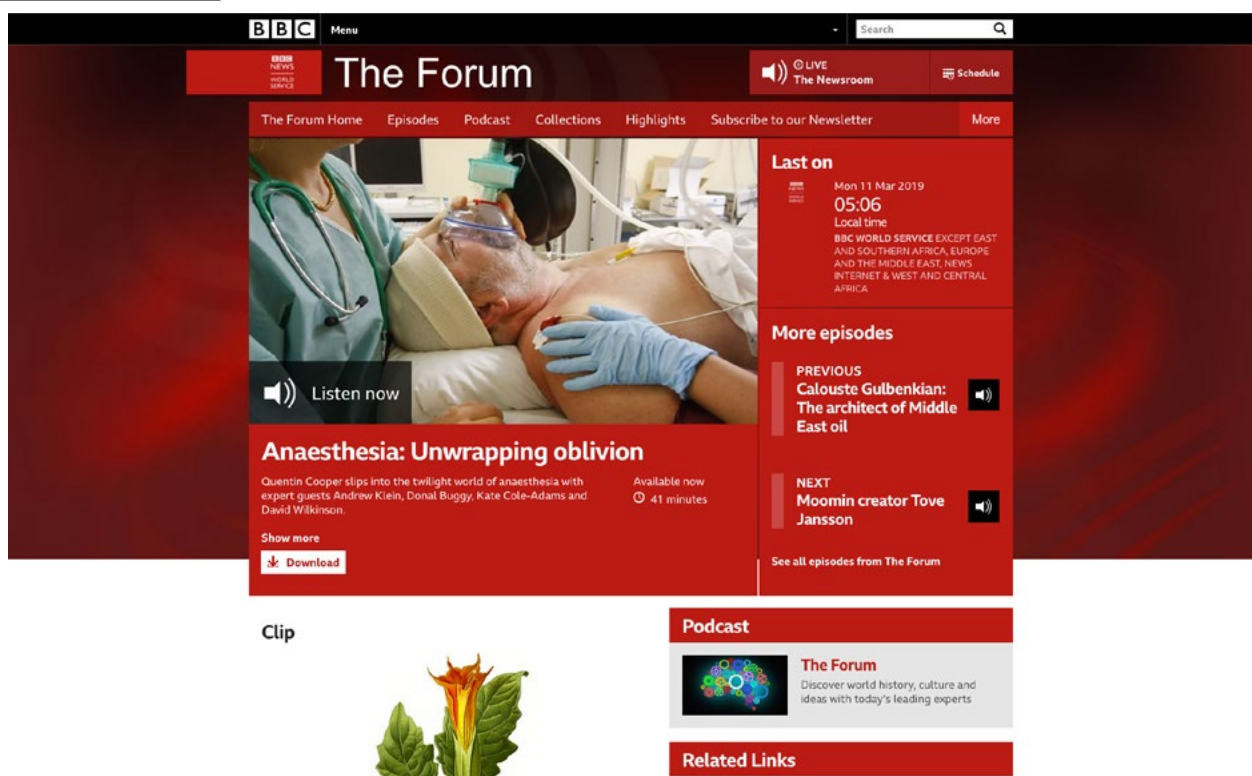 BBC
Menu
Search
BBC
NEWS
WORLD
SERVICE
The Forum
LIVE
The Newsroom
Schedule
The Forum Home
Episodes
Podcast
Collections
Highlights
Subscribe to our Newsletter
More
Listen now
Anaesthesia: Unwrapping oblivion
Quentin Cooper slips into the twilight world of anaesthesia with
expert guests Andrew Klein, Donal Buggy, Kate Cole-Adams and
David Wilkinson.
Available now
41 minutes
Show more
Download
Last on
Mon 11 Mar 2019
05:06
Local time
BBC WORLD SERVICE EXCEPT EAST
AND SOUTHERN AFRICA, EUROPE
AND THE MIDDLE EAST, NEWS
INTERNET & WEST AND CENTRAL
AFRICA
More episodes
PREVIOUS
Calouste Gulbenkian:
The architect of Middle
East oil
NEXT
Moomin creator Tove
Jansson
See all episodes from The Forum
Clip
Podcast
The Forum
Discover world history, culture and
ideas with today's leading experts
Related Links